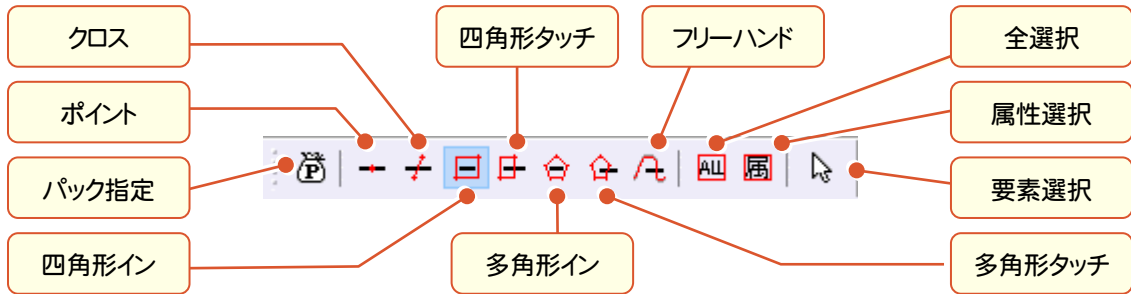 クロス
四角形タッチ
フリーハンド
全選択
ポイント
属性選択
P
ALL
属
パック指定
要素選択
四角形イン
多角形イン
多角形タッチ